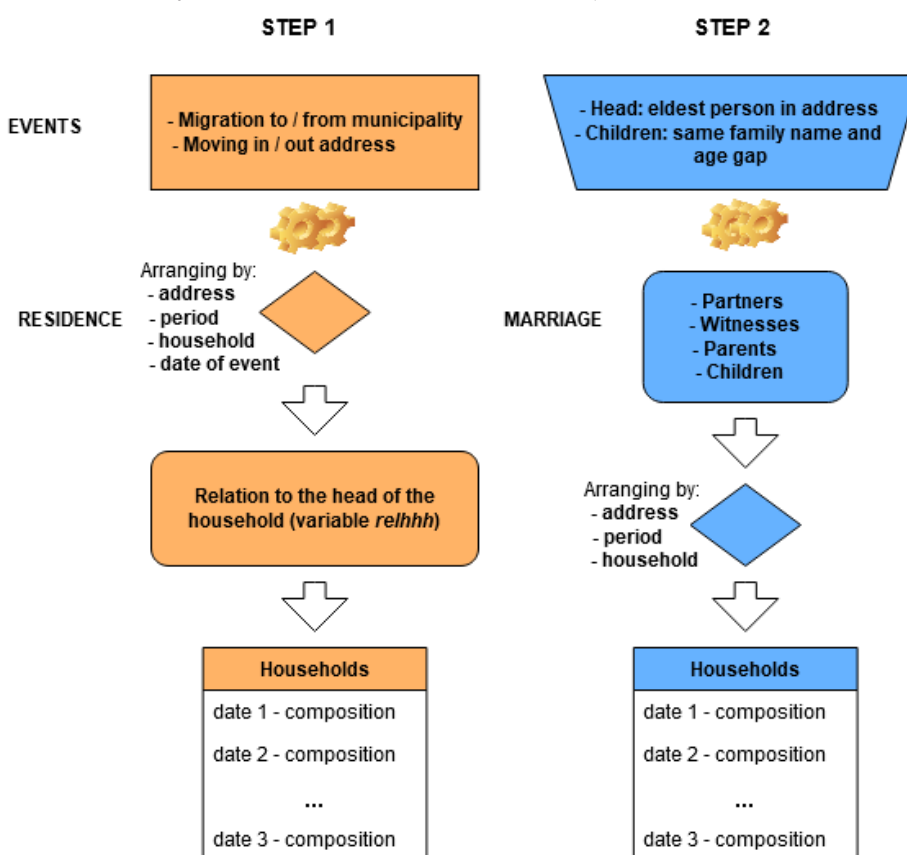 STEP 1
EVENTS
- Migration to / from municipality
- Moving in / out address
Arranging by:
RESIDENCE
- address
- period
- household
- date of event
Relation to the head of the
household (variable relhhh)
Households
date 1 - composition
date 2 - composition
...
date 3 - composition
STEP 2
- Head: eldest person in address
- Children: same family name and
age gap
MARRIAGE
- Partners
- Witnesses
- Parents
- Children
Arranging by:
- address
- period
- household
Households
date 1 - composition
date 2 - composition
...
date 3 - composition